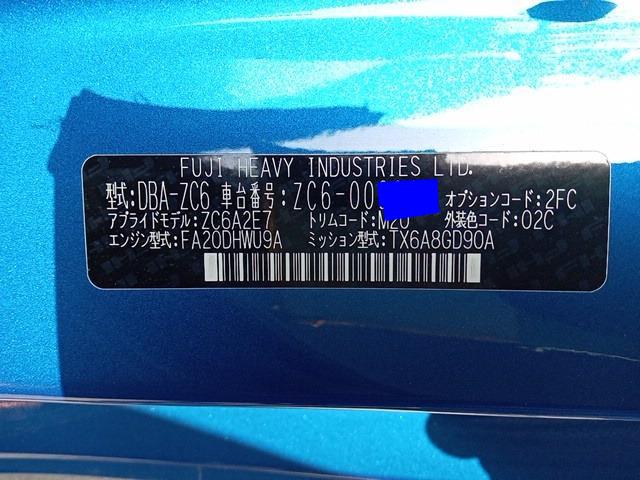 FUJI HEAVY INDUSTRIES LTD.
型式:DBA-ZC6 車台番号:ZC6-00 オプションコード:2FC
アプライドモデル:ZC6A2E7 トリムコード:M20 外装色コード:02C
エンジン型式:FA20DHWU9A ミッション型式:TX6A8GD90A